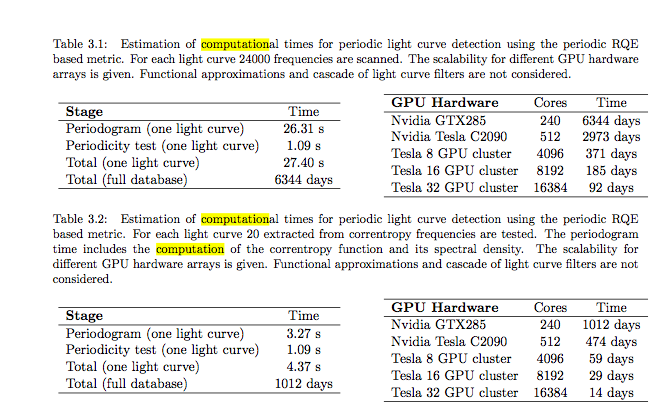 Table 3.1: Estimation of computational times for periodic light curve detection using the periodic RQE
based metric. For each light curve 24000 frequencies are scanned. The scalability for different GPU hardware
arrays is given. Functional approximations and cascade of light curve filters are not considered.
Stage Time
Periodogram (one light curve) 26.31 s
Periodicity test (one light curve) 1.09 s
Total (one light curve) 27.40 s
Total (full database) 6344 days
GPU Hardware Cores Time
Nvidia GTX285 240 6344 days
Nvidia Tesla C2090 512 2973 days
Tesla 8 GPU cluster 4096 371 days
Tesla 16 GPU cluster 8192 185 days
Tesla 32 GPU cluster 16384 92 days
Table 3.2: Estimation of computational times for periodic light curve detection using the periodic RQE
based metric. For each light curve 20 extracted from correntropy frequencies are tested. The periodogram
time includes the computation of the correntropy function and its spectral density. The scalability for
different GPU hardware arrays is given. Functional approximations and cascade of light curve filters are not
considered.
Stage Time
Periodogram (one light curve) 3.27 s
Periodicity test (one light curve) 1.09 s
Total (one light curve) 4.37 s
Total (full database) 1012 days
GPU Hardware Cores Time
Nvidia GTX285 240 1012 days
Nvidia Tesla C2090 512 474 days
Tesla 8 GPU cluster 4096 59 days
Tesla 16 GPU cluster 8192 29 days
Tesla 32 GPU cluster 16384 14 days